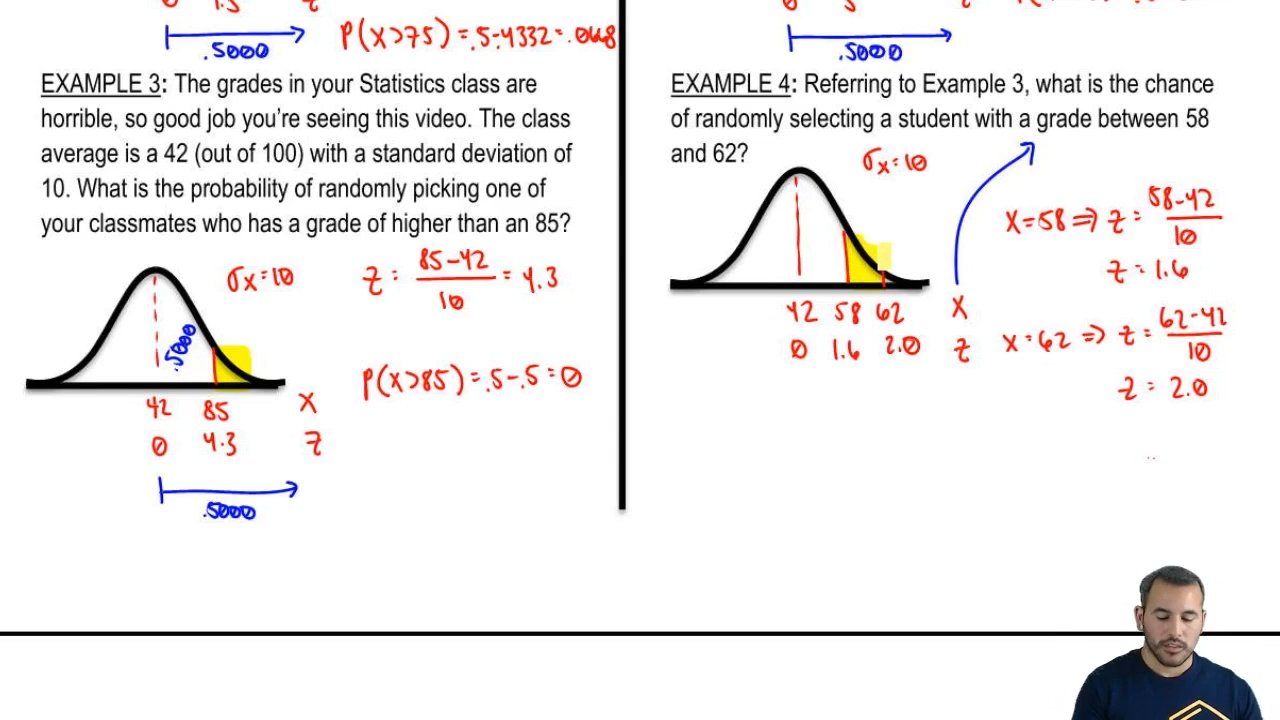 .5000
P(X>75) = .5-.4332 = .0668
EXAMPLE 3: The grades in your Statistics class are
horrible, so good job you’re seeing this video. The class
average is a 42 (out of 100) with a standard deviation of
10. What is the probability of randomly picking one of
your classmates who has a grade of higher than an 85?
σx=10
z = 85-42 / 10 = 4.3
.5000
P(X>85) = .5-.5 = 0
42 85 X
0 4.3 z
.5000
.5000
EXAMPLE 4: Referring to Example 3, what is the chance
of randomly selecting a student with a grade between 58
and 62?
σx=10
X=58 ⇒ z = 58-42 / 10
z = 1.6
42 58 62 X
0 1.6 2.0 z
X=62 ⇒ z = 62-42 / 10
z = 2.0